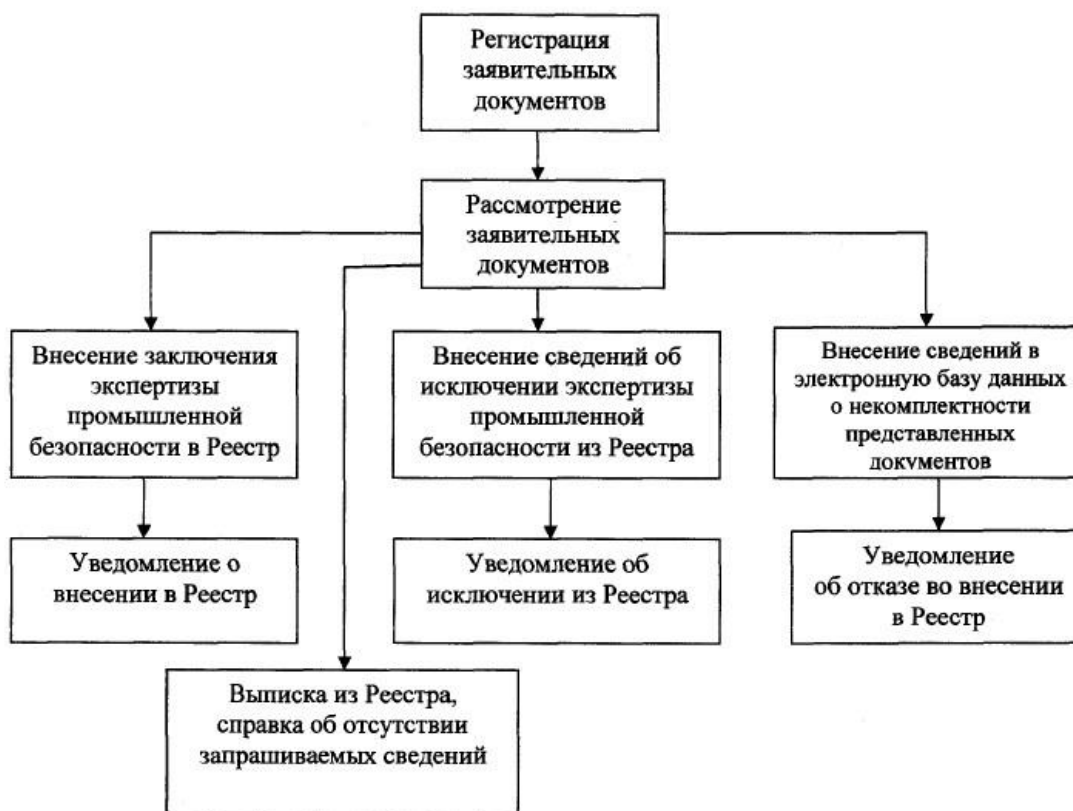 Регистрация
заявительных
документов
Рассмотрение
заявительных
документов
Внесение заключения
экспертизы
промышленной
безопасности в Реестр
Внесение сведений об
исключении экспертизы
промышленной
безопасности из Реестра
Внесение сведений в
электронную базу данных
о некомплектности
представленных
документов
Уведомление о
внесении в Реестр
Уведомление об
исключении из Реестра
Уведомление
об отказе во внесении
в Реестр
Выписка из Реестра,
справка об отсутствии
запрашиваемых сведений